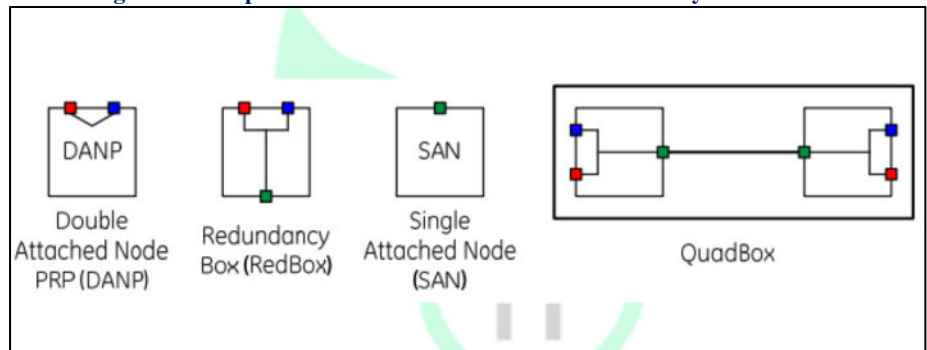 DANP
SAN
Double
Attached Node
PRP (DANP)
Redundancy
Box (RedBox)
Single
Attached Node
(SAN)
QuadBox